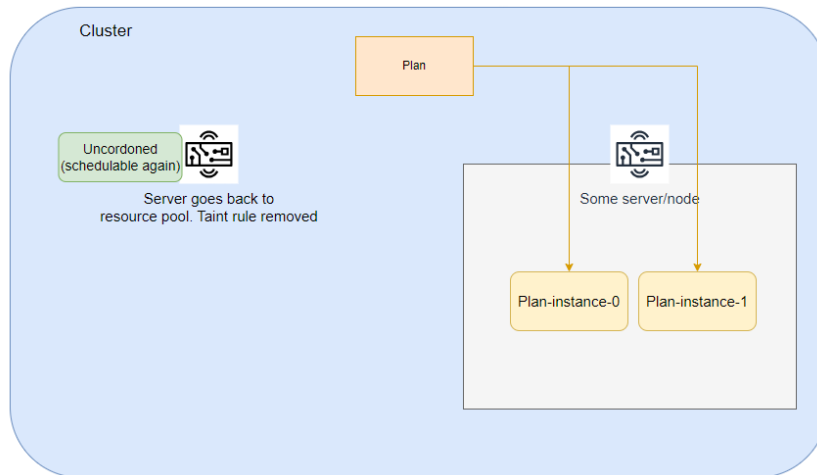 Cluster
Plan
Uncordoned
(schedulable again)
Server goes back to
resource pool. Taint rule removed
Some server/node
Plan-instance-0
Plan-instance-1